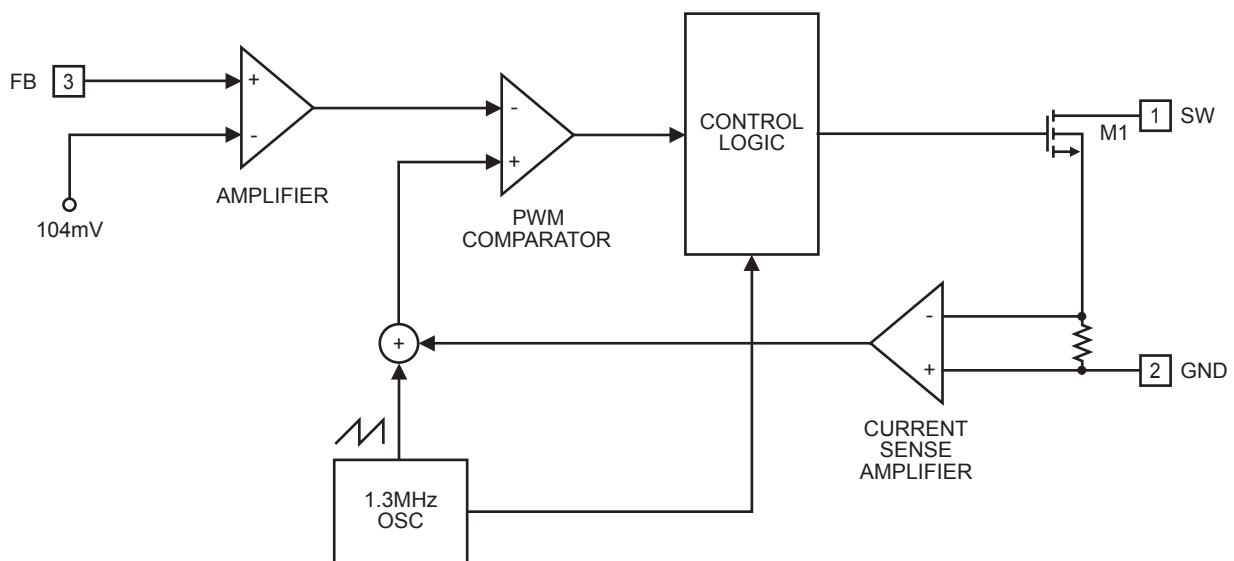 FB 3
+
-
104mV
AMPLIFIER
-
+
PWM
COMPARATOR
CONTROL
LOGIC
M1
1 SW
+
1.3MHz
OSC
-
+
CURRENT
SENSE
AMPLIFIER
2 GND